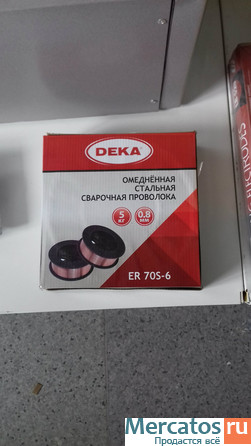 DEKA
ОМЕДНЁННАЯ
СТАЛЬНАЯ
СВАРОЧНАЯ ПРОВОЛОКА
5 КГ
0.8 ММ
ER 70S-6
Mercatos.ru
Продастся всё